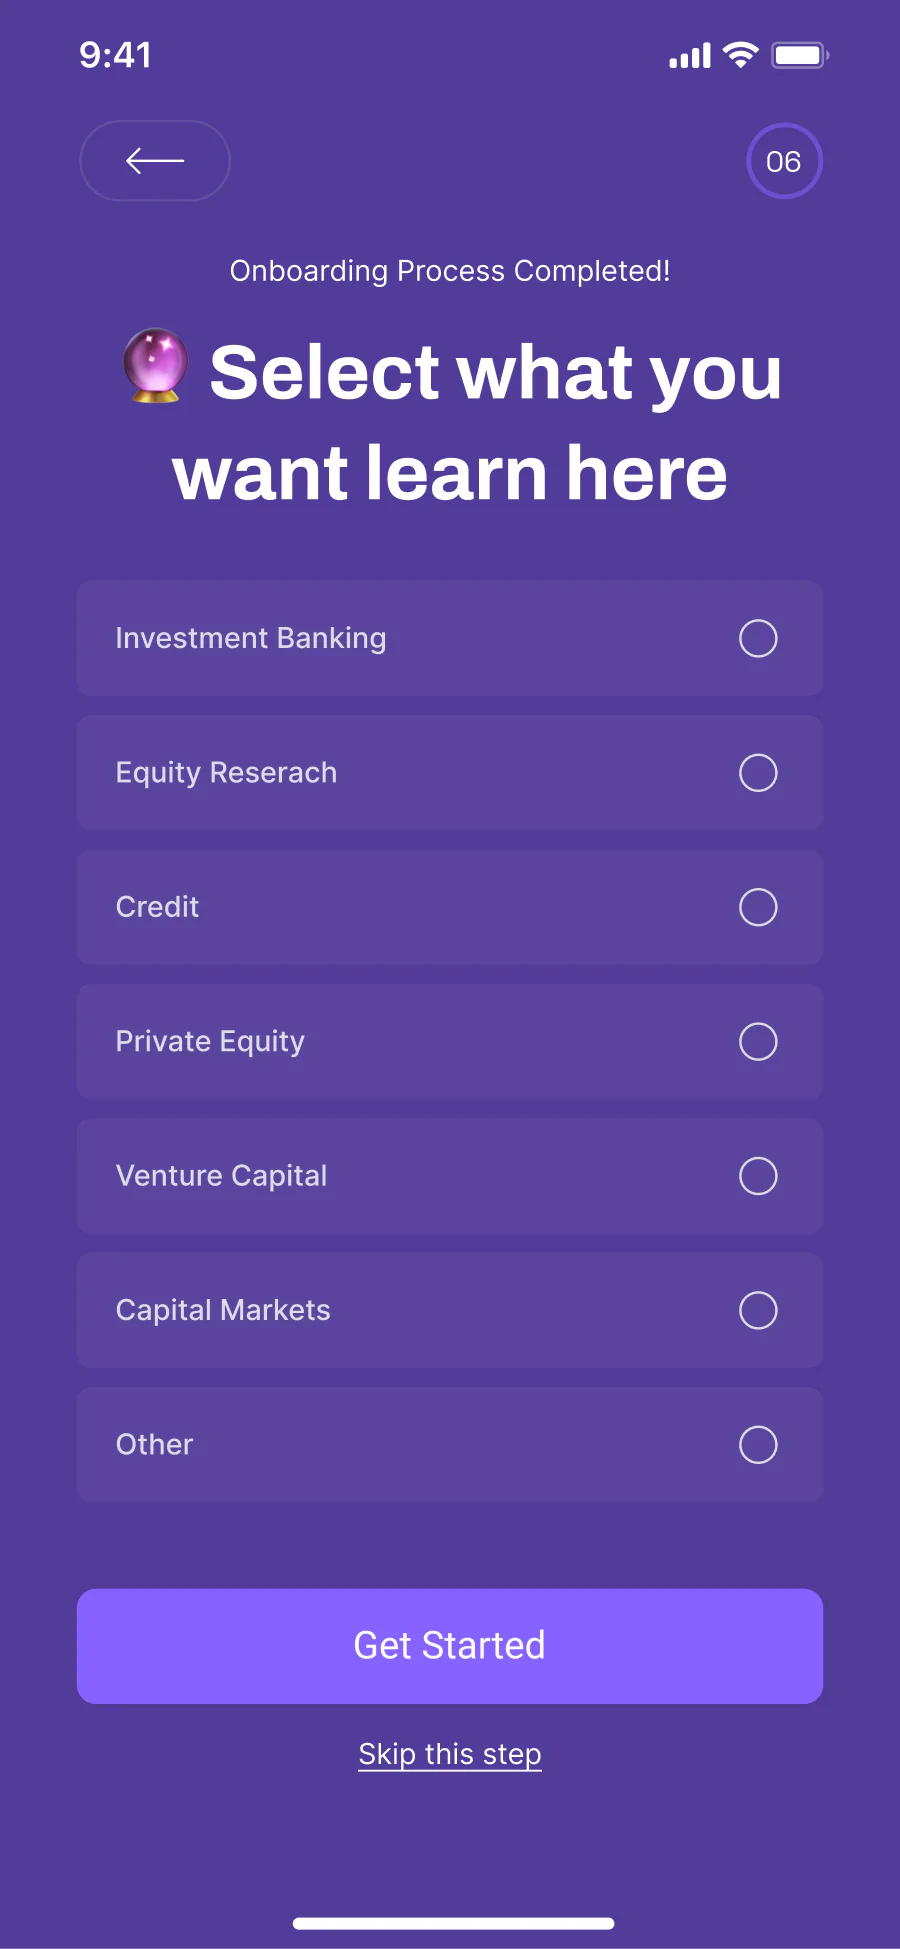 9:41
06
Onboarding Process Completed!
🔮 Select what you
want learn here
Investment Banking
Equity Reserach
Credit
Private Equity
Venture Capital
Capital Markets
Other
Get Started
Skip this step